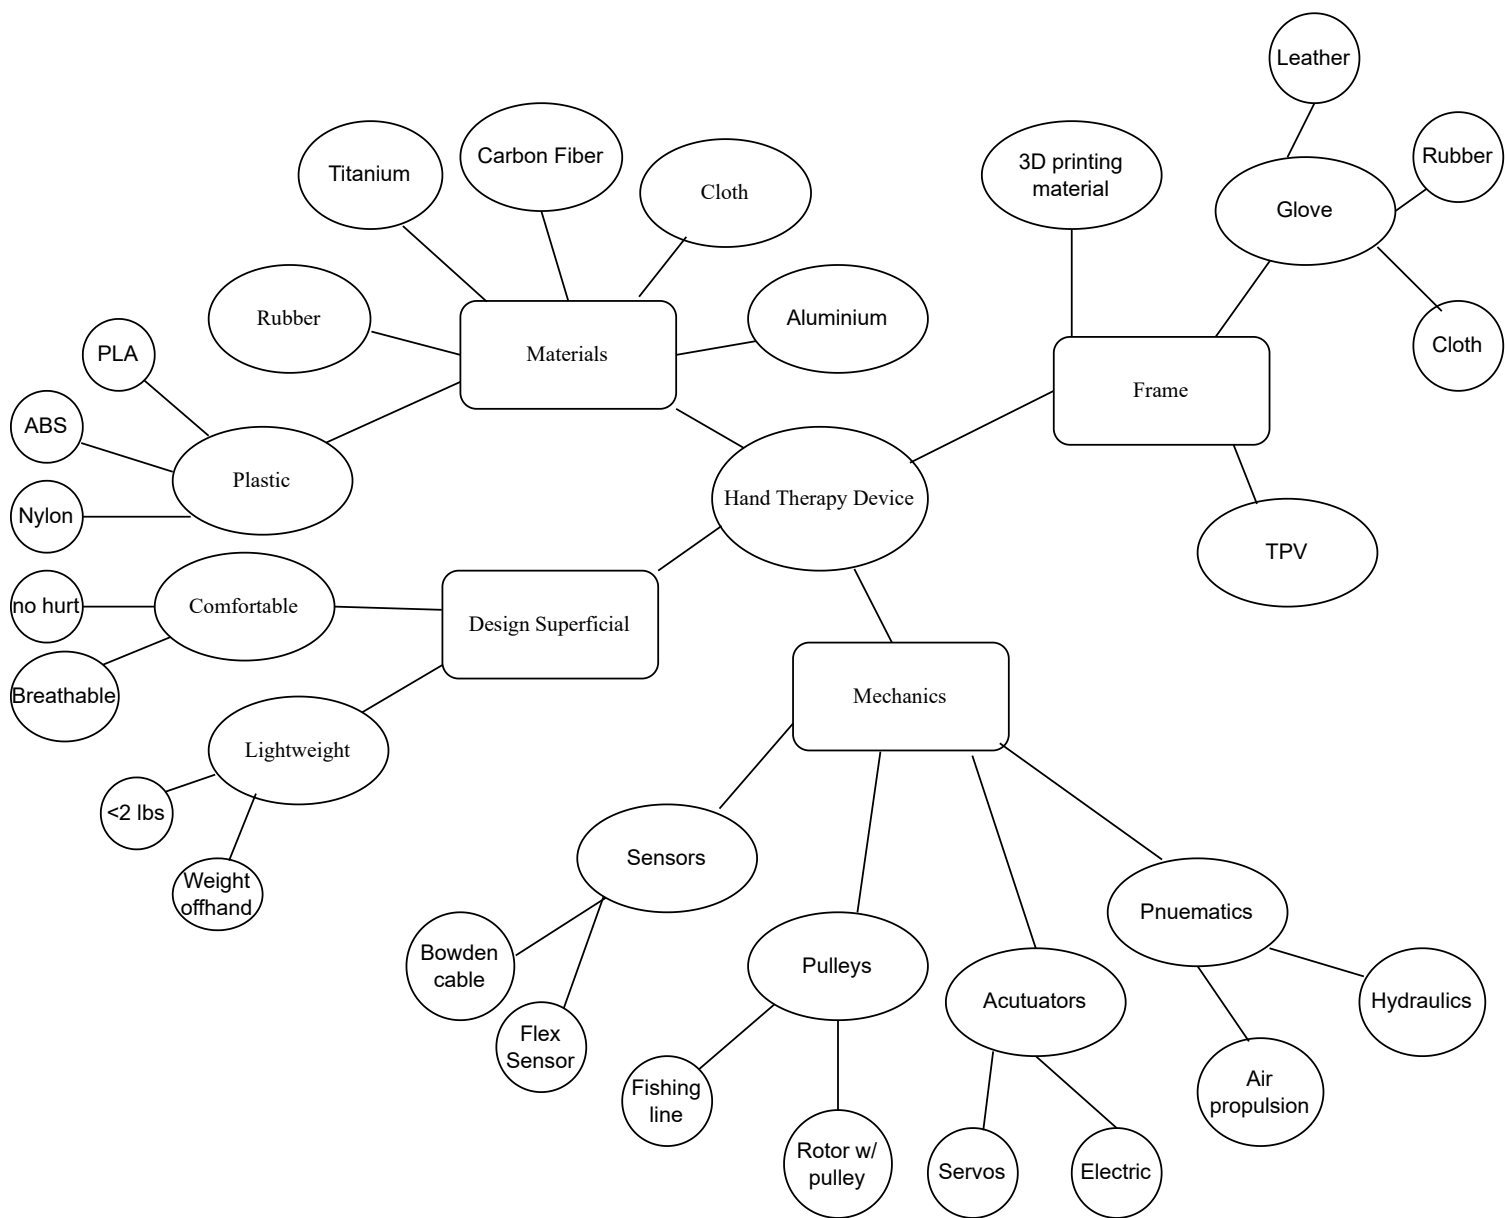 Leather
Carbon Fiber
3D printing
material
Rubber
Titanium
Cloth
Glove
Rubber
Aluminium
Cloth
PLA
Materials
Frame
ABS
Plastic
Hand Therapy Device
Nylon
TPV
no hurt
Comfortable
Design Superficial
Breathable
Mechanics
Lightweight
<2 lbs
Weight
offhand
Sensors
Pnuematics
Bowden
cable
Pulleys
Acutuators
Hydraulics
Flex
Sensor
Fishing
line
Air
propulsion
Rotor w/
pulley
Servos
Electric